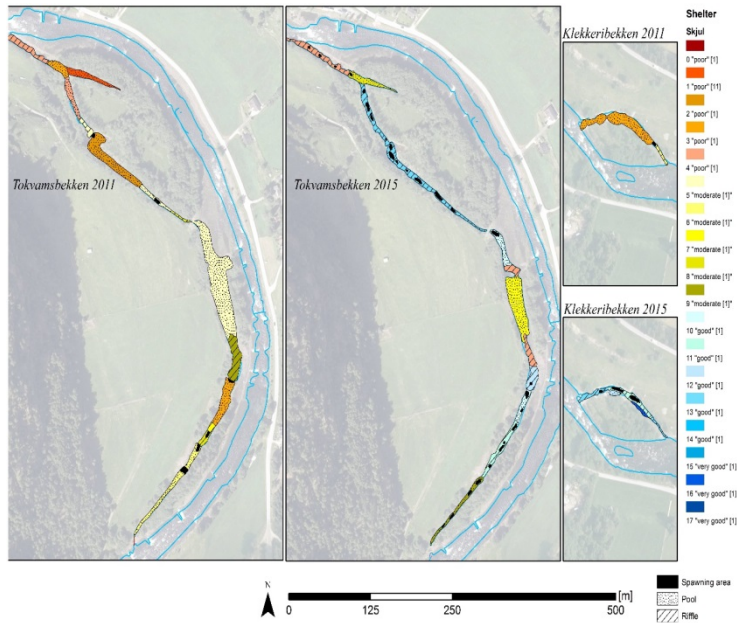 Tokvamsbekken 2011
Tokvamsbekken 2015
Klekkeribekken 2011
Klekkeribekken 2015
Shelter
Skjul
0 "poor" [1]
1 "poor" [11]
2 "poor" [1]
3 "poor" [1]
4 "poor" [1]
5 "moderate [1]"
6 "moderate [1]"
7 "moderate [1]"
8 "moderate [1]"
9 "moderate [1]"
10 "good" [1]
11 "good" [1]
12 "good" [1]
13 "good" [1]
14 "good" [1]
15 "very good" [1]
16 "very good" [1]
17 "very good" [1]
N
[m]
0 125 250 500
Spawning area
Pool
Riffle